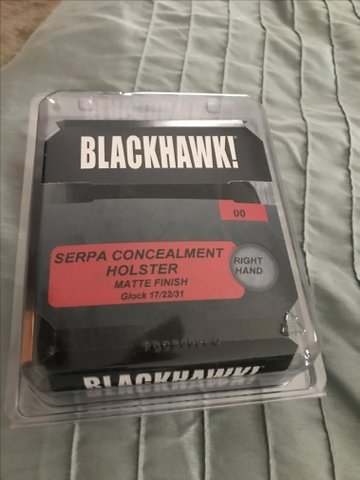 BLACKHAWK!
00
SERPA CONCEALMENT
HOLSTER
MATTE FINISH
Glock 17/22/31
RIGHT
HAND
BLACKHAWK!